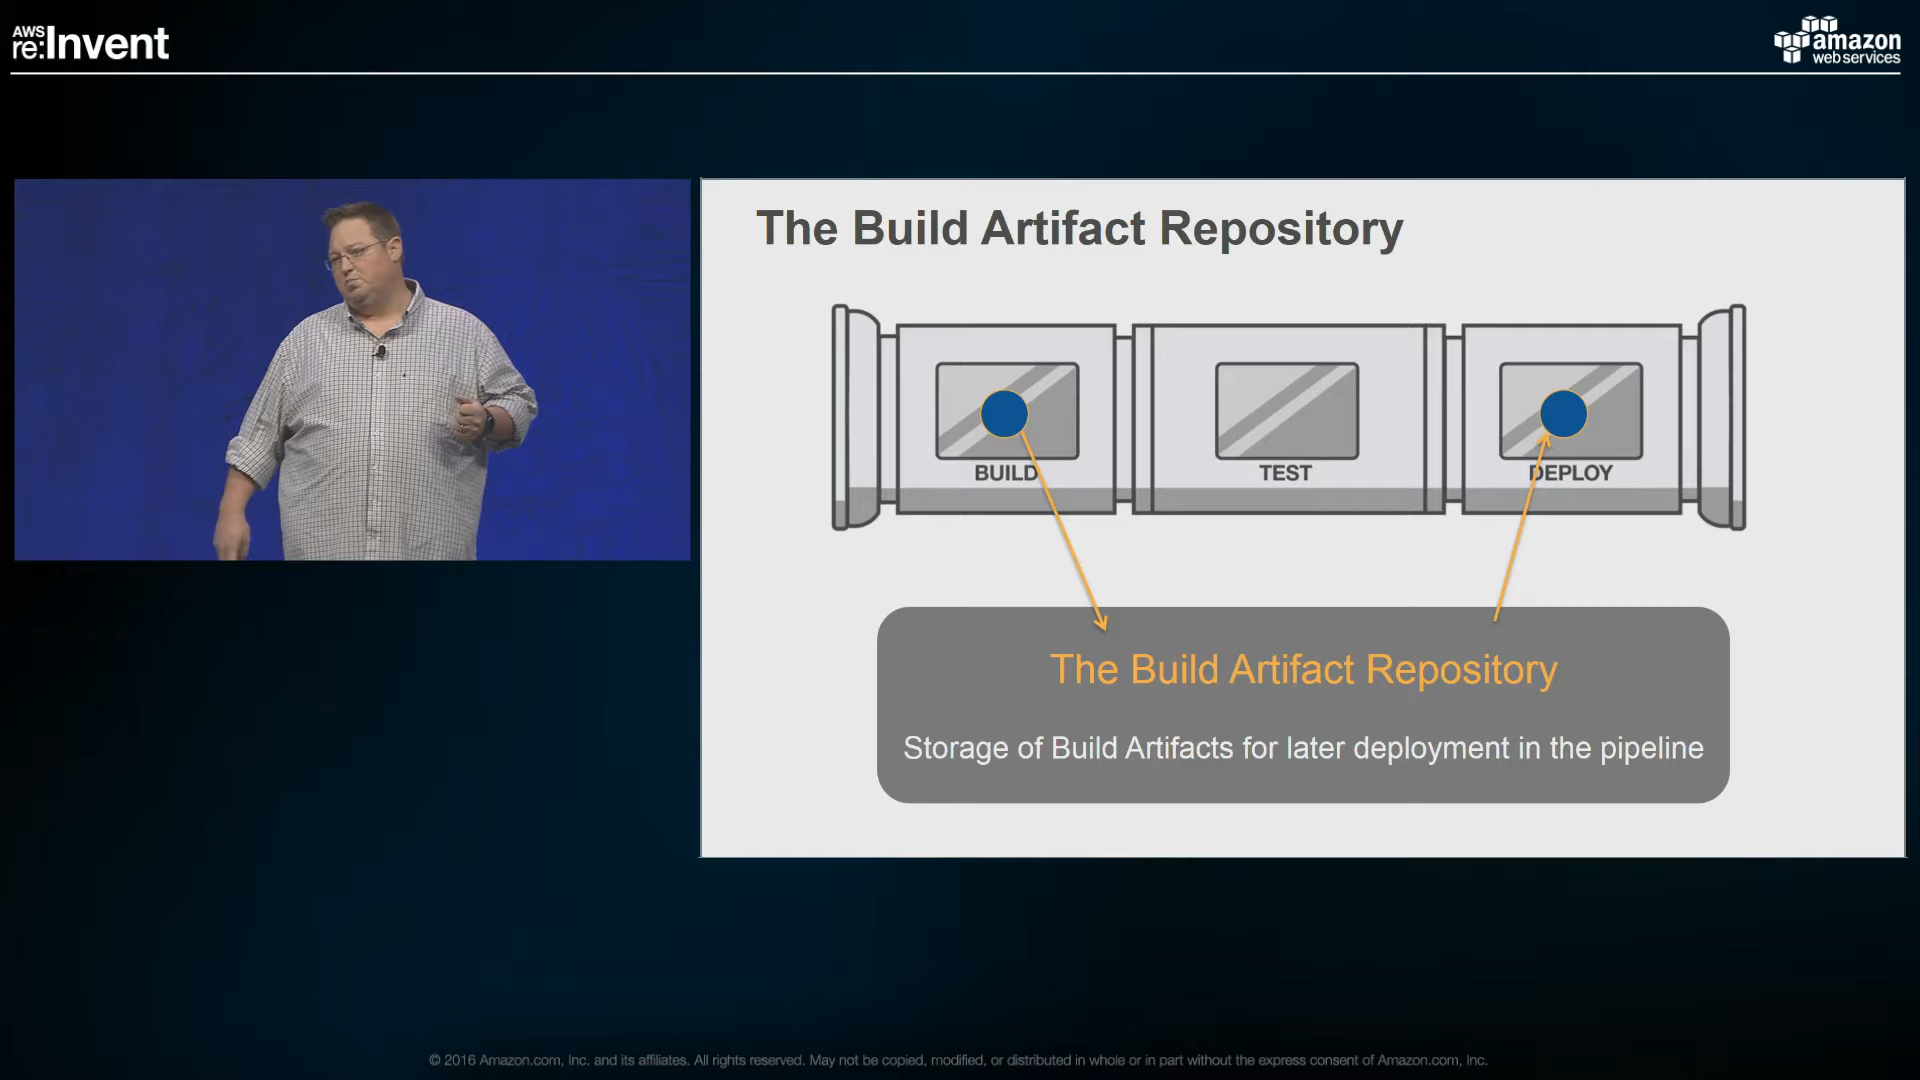 AWS
re:Invent
amazon
web services
The Build Artifact Repository
BUILD
TEST
DEPLOY
The Build Artifact Repository
Storage of Build Artifacts for later deployment in the pipeline
© 2016 Amazon.com, Inc. and its affiliates. All rights reserved. May not be copied, modified, or distributed in whole or in part without the express consent of Amazon.com, Inc.